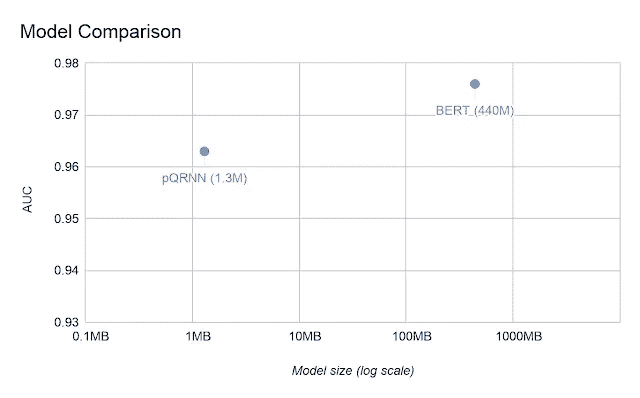 Model Comparison
0.98
0.97
BERT (440M)
0.96
pQRNN (1.3M)
AUC
0.95
0.94
0.93
0.1MB 1MB 10MB 100MB 1000MB
Model size (log scale)